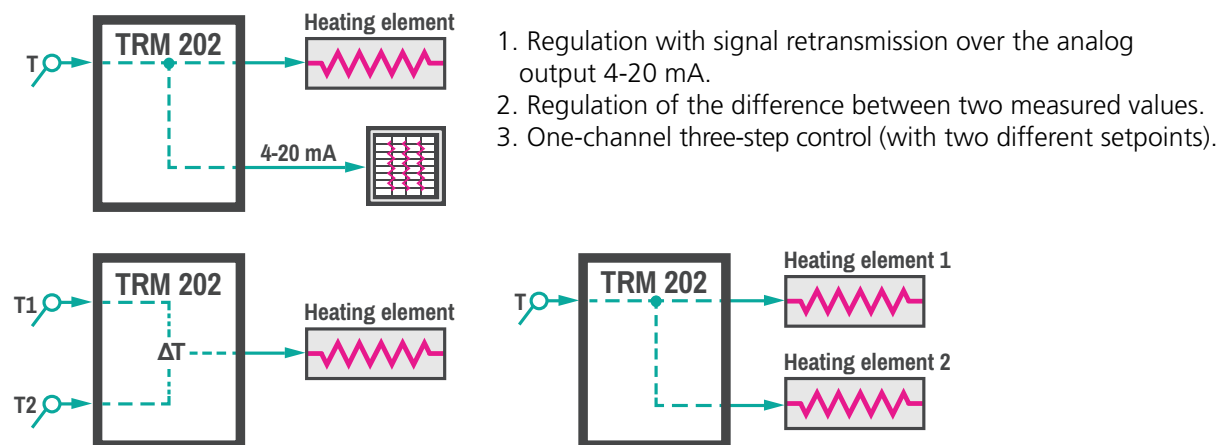 TRM 202
Heating element
T
4-20 mA
1. Regulation with signal retransmission over the analog
output 4-20 mA.
2. Regulation of the difference between two measured values.
3. One-channel three-step control (with two different setpoints).
TRM 202
T1
ΔT
T2
Heating element
TRM 202
T
Heating element 1
Heating element 2